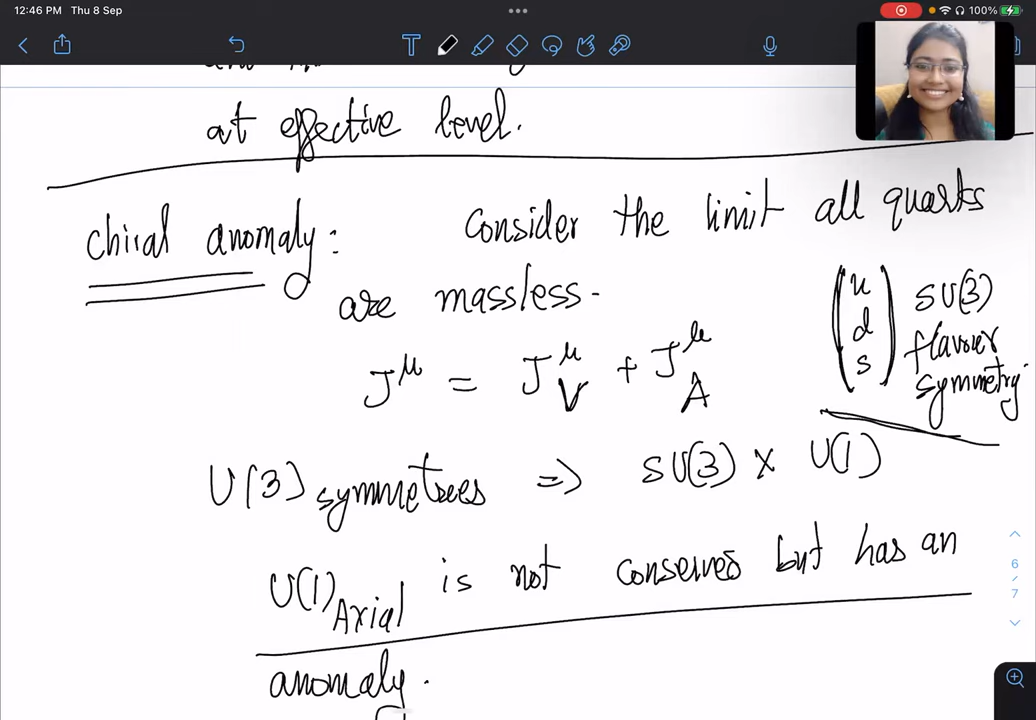 12:46 PM Thu 8 Sep
100%
at effective level.
chiral anomaly: Consider the limit all quarks
are massless-
(u d s) SU(3) flavour symmetry.
J^μ = J^μ_V + J^μ_A
U(3) symmetrees => SU(3) x U(1)
U(1)Axial is not conserves but has an
anomaly.
6
/
7